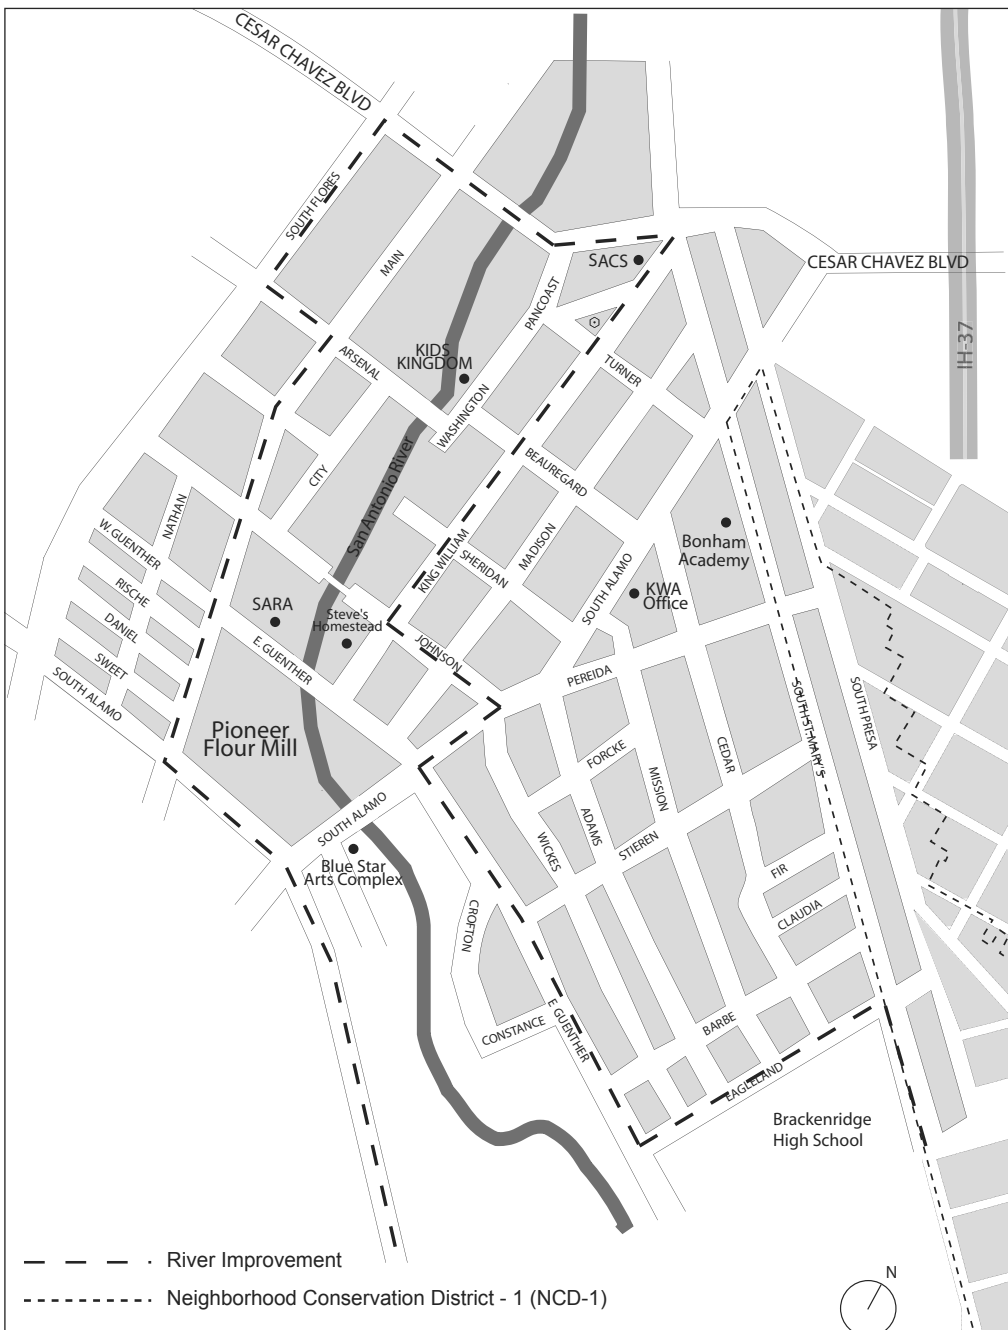 CESAR CHAVEZ BLVD
SOUTH FLORES
MAIN
SACS
CESAR CHAVEZ BLVD
PANCOAST
IH-37
ARSENAL
KIDS
KINGDOM
TURNER
WASHINGTON
CITY
San Antonio River
BEAUREGARD
NATHAN
W. GUENTHER
KING WILLIAM
SHERIDAN
MADISON
Bonham
Academy
RISCHE
DANIEL
SWEET
SOUTH ALAMO
SARA
Steve's
Homestead
SOUTH ALAMO
KWA
Office
E. GUENTHER
JOHNSON
PEREIDA
Pioneer
Flour Mill
FORCKE
MISSION
CEDAR
SOUTH ST. MARY'S
SOUTH PRESA
SOUTH ALAMO
Blue Star
Arts Complex
WICKES
ADAMS
STIEREN
FIR
CLAUDIA
CROFTON
CONSTANCE
E. GUENTHER
BARBE
EAGLELAND
Brackenridge
High School
River Improvement
Neighborhood Conservation District - 1 (NCD-1)
N